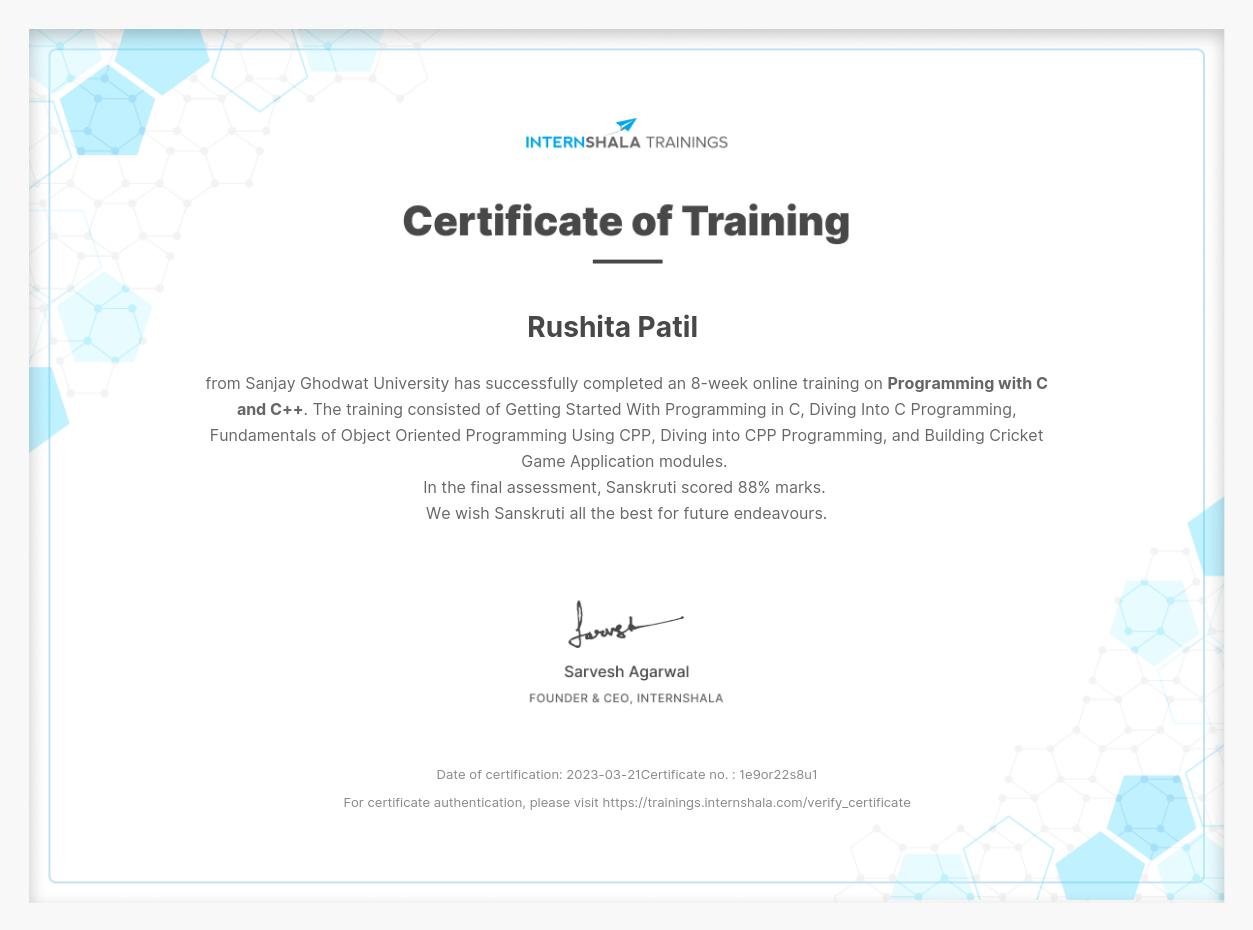 INTERNSHALA TRAININGS
Certificate of Training
Rushita Patil
from Sanjay Ghodwat University has successfully completed an 8-week online training on Programming with C
and C++. The training consisted of Getting Started With Programming in C, Diving Into C Programming,
Fundamentals of Object Oriented Programming Using CPP, Diving into CPP Programming, and Building Cricket
Game Application modules.
In the final assessment, Sanskruti scored 88% marks.
We wish Sanskruti all the best for future endeavours.
Sarvesh
Sarvesh Agarwal
FOUNDER & CEO, INTERNSHALA
Date of certification: 2023-03-21Certificate no. : 1e9or22s8u1
For certificate authentication, please visit https://trainings.internshala.com/verify_certificate